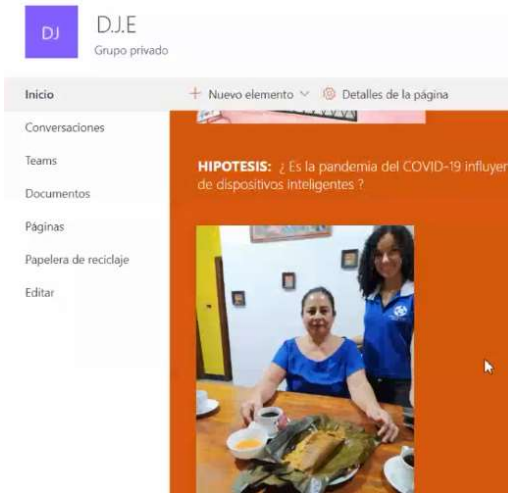 DJ
D.J.E
Grupo privado
Inicio
+ Nuevo elemento
Detalles de la página
Conversaciones
Teams
Documentos
Páginas
Papelera de reciclaje
Editar
HIPOTESIS: ¿ Es la pandemia del COVID-19
de dispositivos inteligentes ?